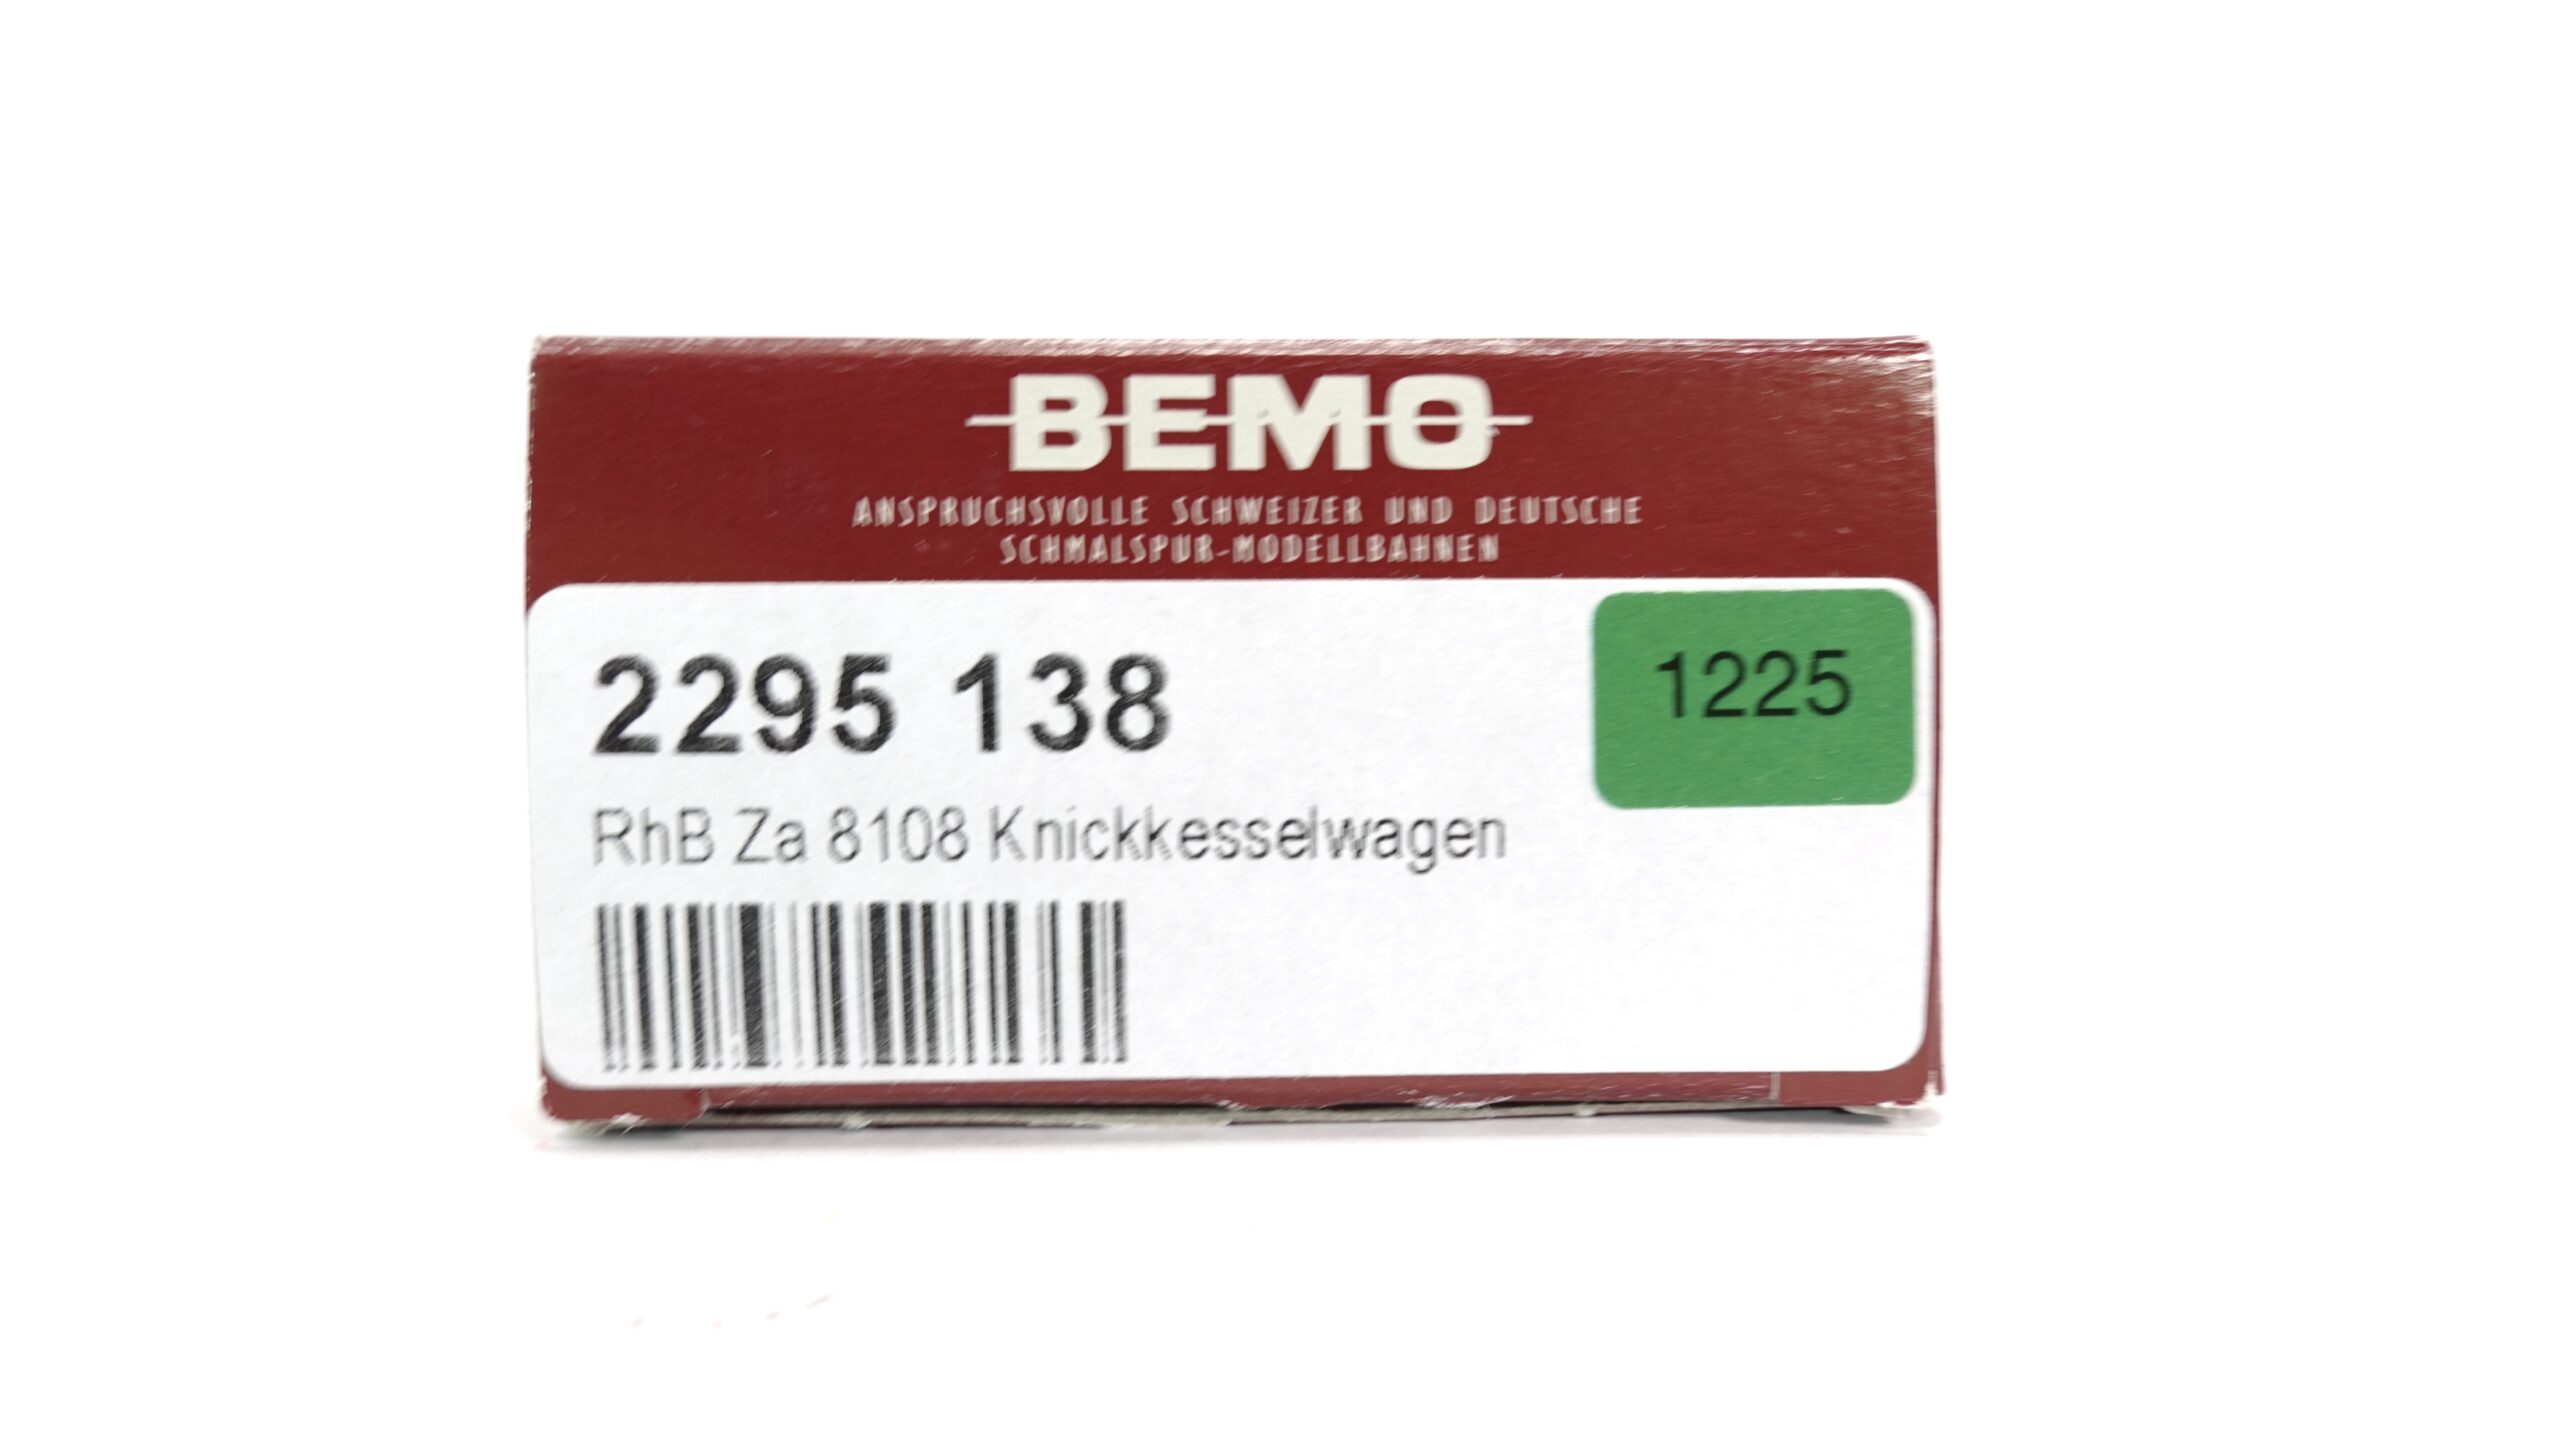 BEMO
ANSPRUCHSVOLLE SCHWEIZER UND DEUTSCHE
SCHMALSPUR-MODELLBAHNEN
2295 138
1225
RhB Za 8108 Knickkesselwagen